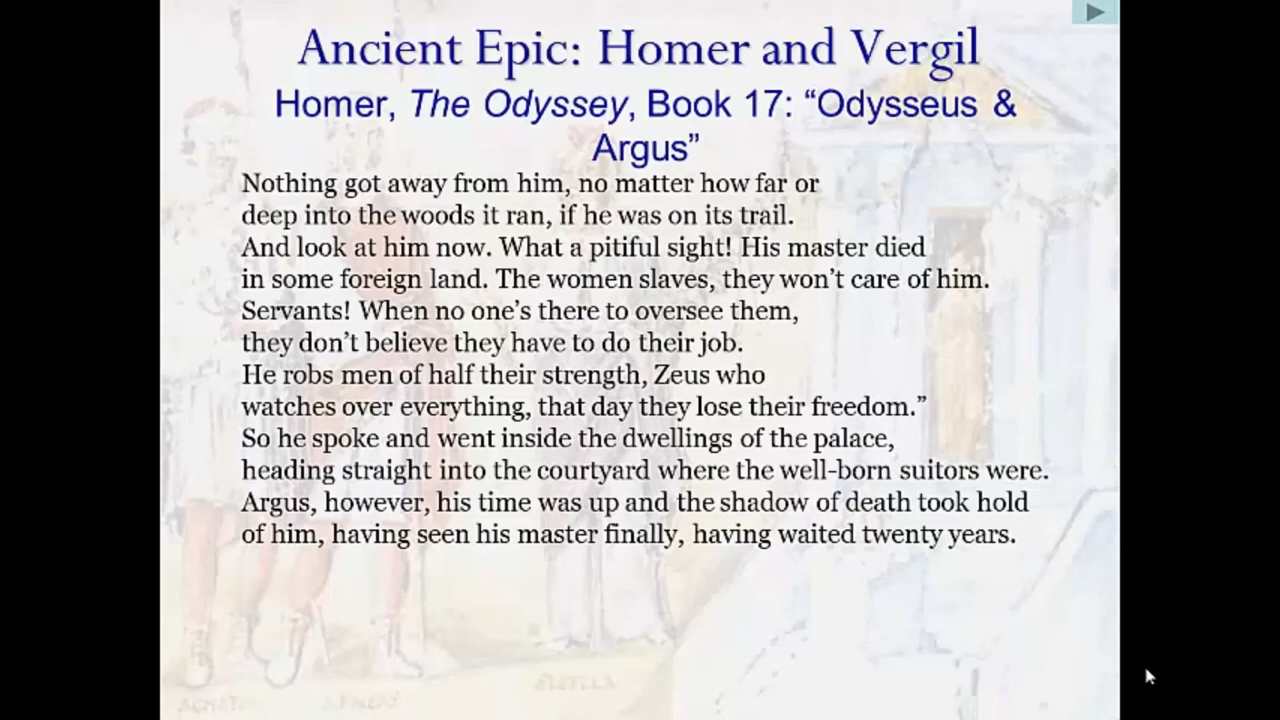 Ancient Epic: Homer and Vergil
Homer, The Odyssey, Book 17: “Odysseus &
Argus”
Nothing got away from him, no matter how far or
deep into the woods it ran, if he was on its trail.
And look at him now. What a pitiful sight! His master died
in some foreign land. The women slaves, they won’t care of him.
Servants! When no one’s there to oversee them,
they don’t believe they have to do their job.
He robs men of half their strength, Zeus who
watches over everything, that day they lose their freedom.”
So he spoke and went inside the dwellings of the palace,
heading straight into the courtyard where the well-born suitors were.
Argus, however, his time was up and the shadow of death took hold
of him, having seen his master finally, having waited twenty years.